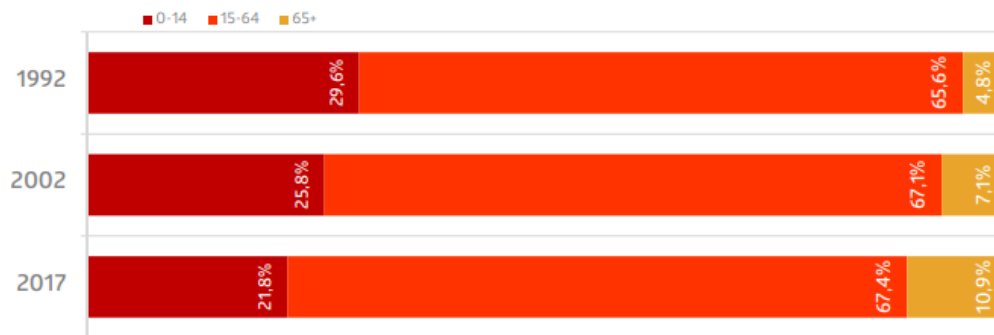 0-14 15-64 65+
1992 29,6% 65,6% 4,8%
2002 25,8% 67,1% 7,1%
2017 21,8% 67,4% 10,9%